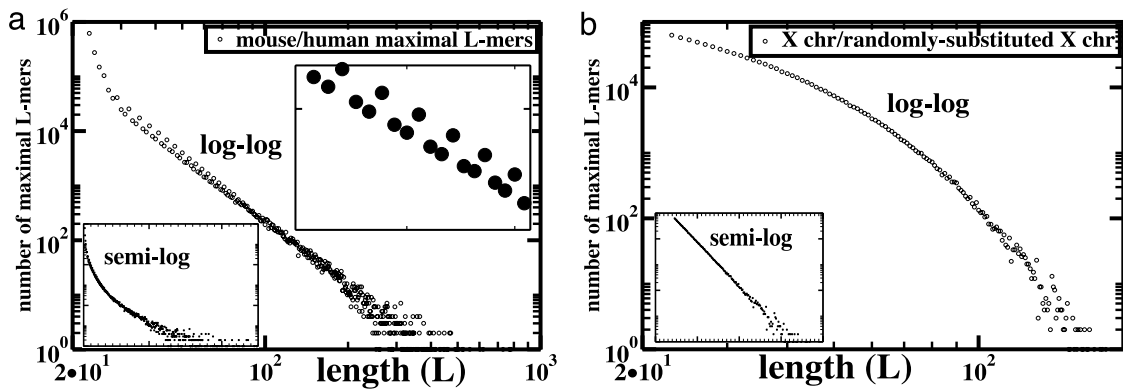 a
10^6
mouse/human maximal L-mers
number of maximal L-mers
10^4
log-log
10^2
semi-log
10^0
2•10^1
10^2
length (L)
10^3
b
X chr/randomly-substituted X chr
number of maximal L-mers
10^4
log-log
10^2
semi-log
10^0
2•10^1
length (L)
10^2